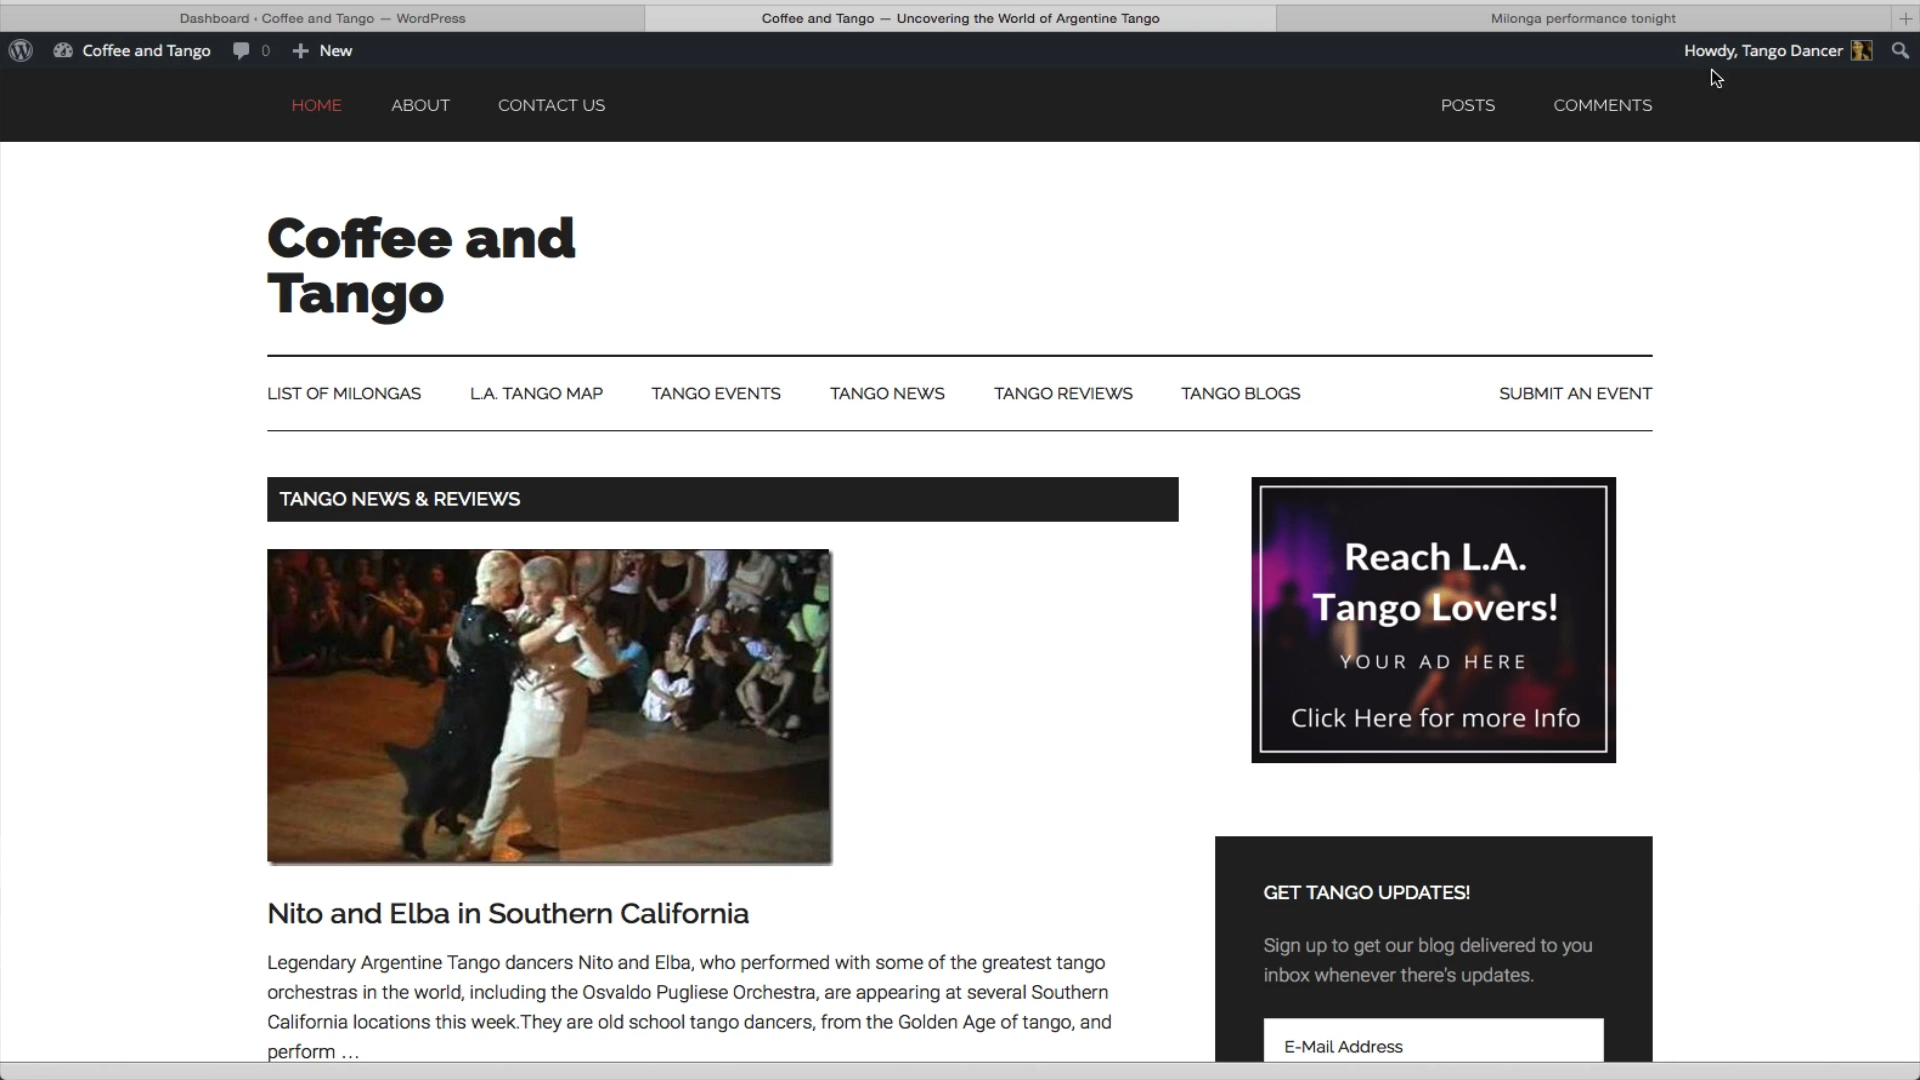 Dashboard ‹ Coffee and Tango — WordPress
Coffee and Tango — Uncovering the World of Argentine Tango
Milonga performance tonight
Coffee and Tango
0
New
Howdy, Tango Dancer
HOME
ABOUT
CONTACT US
POSTS
COMMENTS
Coffee and
Tango
LIST OF MILONGAS
L.A. TANGO MAP
TANGO EVENTS
TANGO NEWS
TANGO REVIEWS
TANGO BLOGS
SUBMIT AN EVENT
TANGO NEWS & REVIEWS
Nito and Elba in Southern California
Legendary Argentine Tango dancers Nito and Elba, who performed with some of the greatest tango
orchestras in the world, including the Osvaldo Pugliese Orchestra, are appearing at several Southern
California locations this week.They are old school tango dancers, from the Golden Age of tango, and
perform …
Reach L.A.
Tango Lovers!
YOUR AD HERE
Click Here for more Info
GET TANGO UPDATES!
Sign up to get our blog delivered to you
inbox whenever there's updates.
E-Mail Address